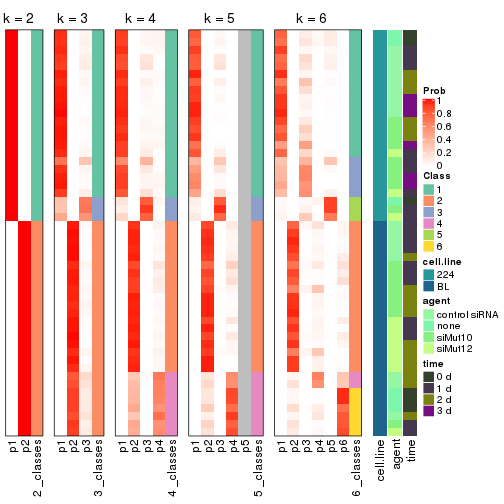 k = 2
k = 3
k = 4
k = 5
k = 6
Prob
1
0.8
0.6
0.4
0.2
0
Class
1
2
3
4
5
6
cell.line
224
BL
agent
control siRNA
none
siMut10
siMut12
time
0 d
1 d
2 d
3 d
p1
p2
2_classes
p1
p2
p3
3_classes
p1
p2
p3
p4
4_classes
p1
p2
p3
p4
p5
5_classes
p1
p2
p3
p4
p5
p6
6_classes
cell.line
agent
time